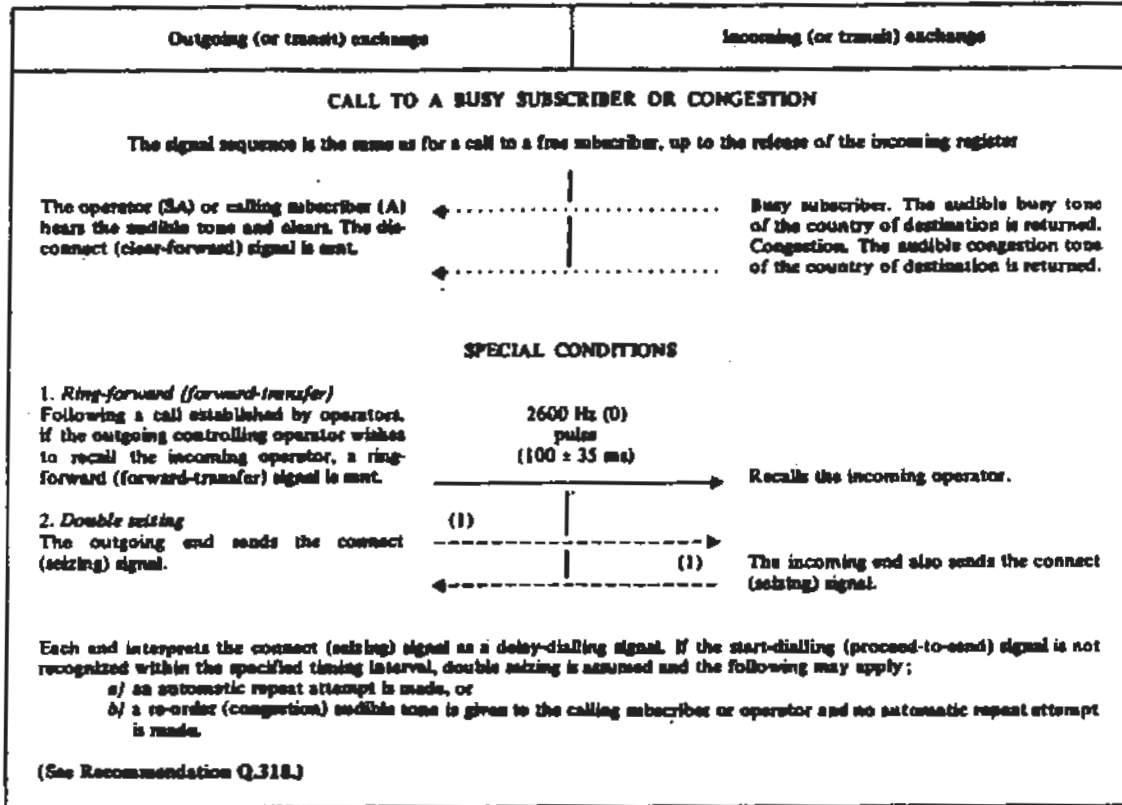 Outgoing (or transit) exchange
Incoming (or transit) exchange
CALL TO A BUSY SUBSCRIBER OR CONGESTION
The signal sequence is the same as for a call to a free subscriber, up to the release of the incoming register
The operator (SA) or calling subscriber (A)
hears the audible tone and clears. The dis-
connect (clear-forward) signal is sent.
Busy subscriber. The audible busy tone
of the country of destination is returned.
Congestion. The audible congestion tone
of the country of destination is returned.
SPECIAL CONDITIONS
1. Ring-forward (forward-transfer)
Following a call established by operators,
if the outgoing controlling operator wishes
to recall the incoming operator, a ring-
forward (forward-transfer) signal is sent.
2600 Hz (0)
pulse
(100 ± 35 ms)
Recalls the incoming operator.
2. Double seizing
The outgoing end sends the connect
(seizing) signal.
(1)
(1)
The incoming end also sends the connect
(seizing) signal.
Each end interprets the connect (seizing) signal as a delay-dialling signal. If the start-dialling (proceed-to-send) signal is not
recognized within the specified timing interval, double seizing is assumed and the following may apply;
a) an automatic repeat attempt is made, or
b) a re-order (congestion) audible tone is given to the calling subscriber or operator and no automatic repeat attempt
is made.
(See Recommendation Q.318.)